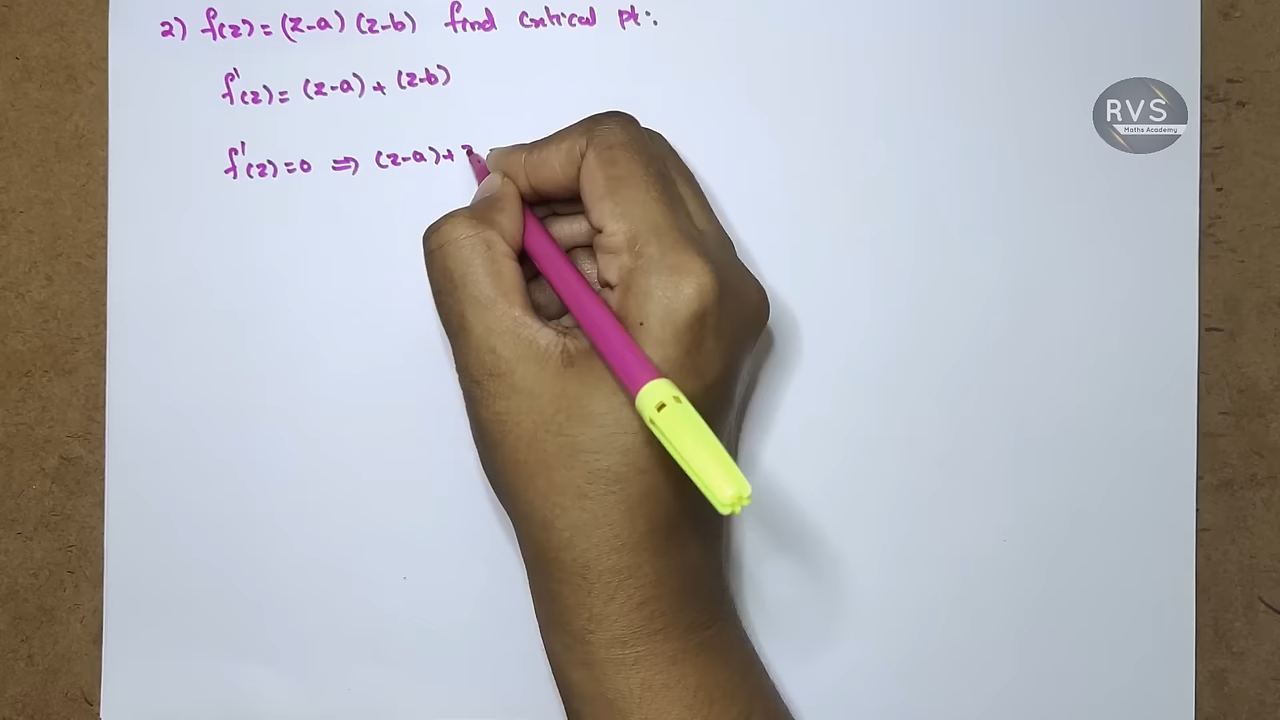 2) f(z) = (z-a) (z-b) find critical pt:
f'(z) = (z-a) + (z-b)
f'(z) = 0 ⇒ (z-a) +
RVS
Maths Academy